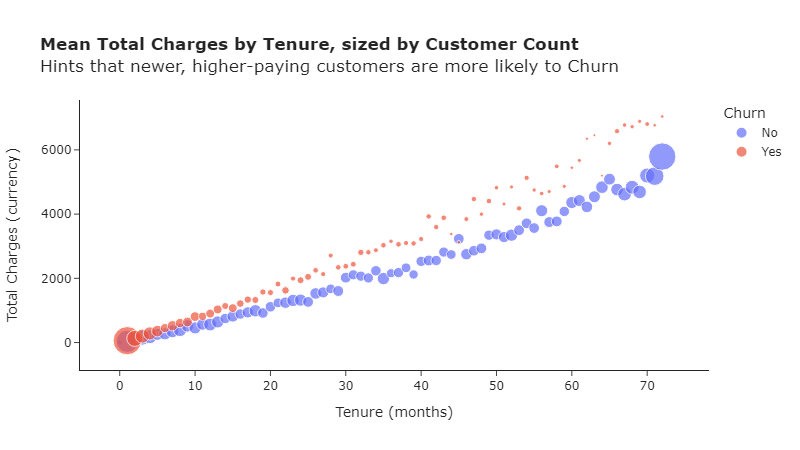 Mean Total Charges by Tenure, sized by Customer Count
Hints that newer, higher-paying customers are more likely to Churn
Churn
No
Yes
Total Charges (currency)
6000
4000
2000
0
0
10
20
30
40
50
60
70
Tenure (months)